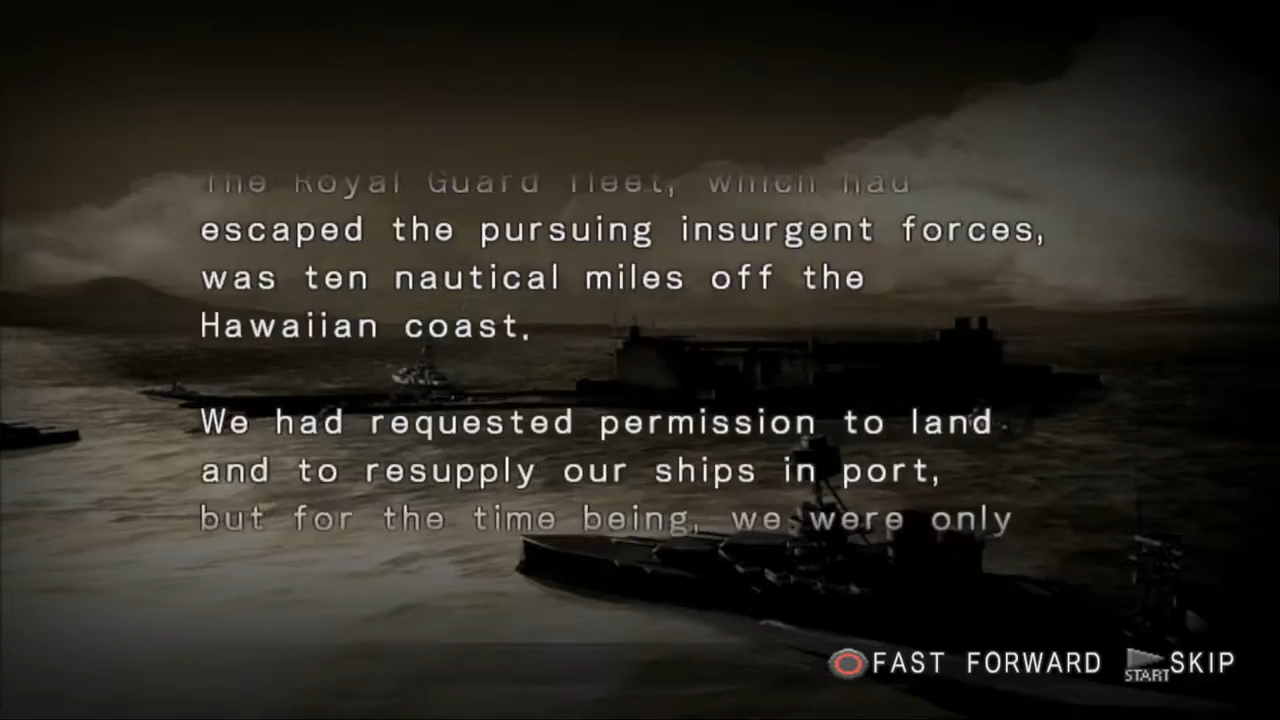 The Royal Guard fleet, which had
escaped the pursuing insurgent forces,
was ten nautical miles off the
Hawaiian coast.
We had requested permission to land
and to resupply our ships in port,
but for the time being, we were only
FAST FORWARD START SKIP